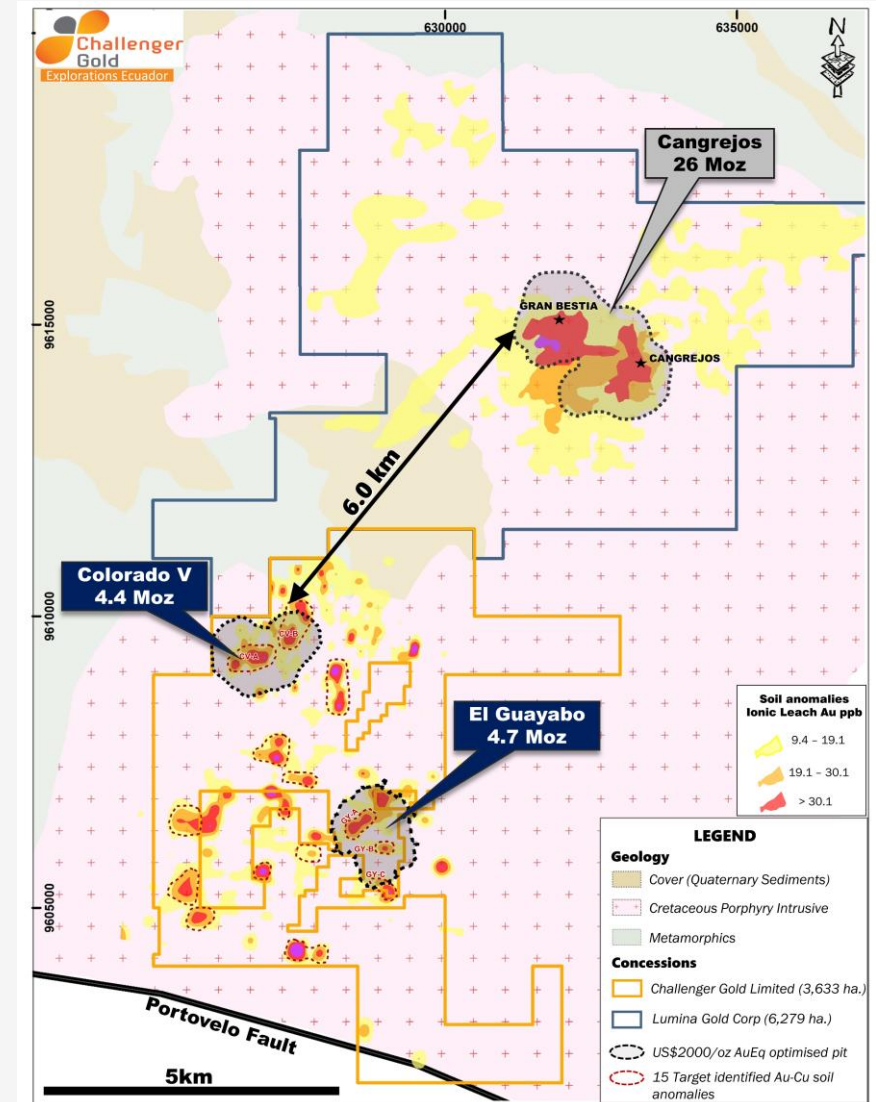 Challenger
Gold
Explorations Ecuador
630000
635000
N
Cangrejos
26 Moz
GRAN BESTIA
CANGREJOS
9615000
6.0 km
Colorado V
4.4 Moz
9610000
CV-B
CV-A
El Guayabo
4.7 Moz
GY-A
GY-B
GY-C
9605000
Portovelo Fault
5km
Soil anomalies
Ionic Leach Au ppb
9.4 – 19.1
19.1 – 30.1
> 30.1
LEGEND
Geology
Cover (Quaternary Sediments)
Cretaceous Porphyry Intrusive
Metamorphics
Concessions
Challenger Gold Limited (3,633 ha.)
Lumina Gold Corp (6,279 ha.)
US$2000/oz AuEq optimised pit
15 Target identified Au-Cu soil
anomalies